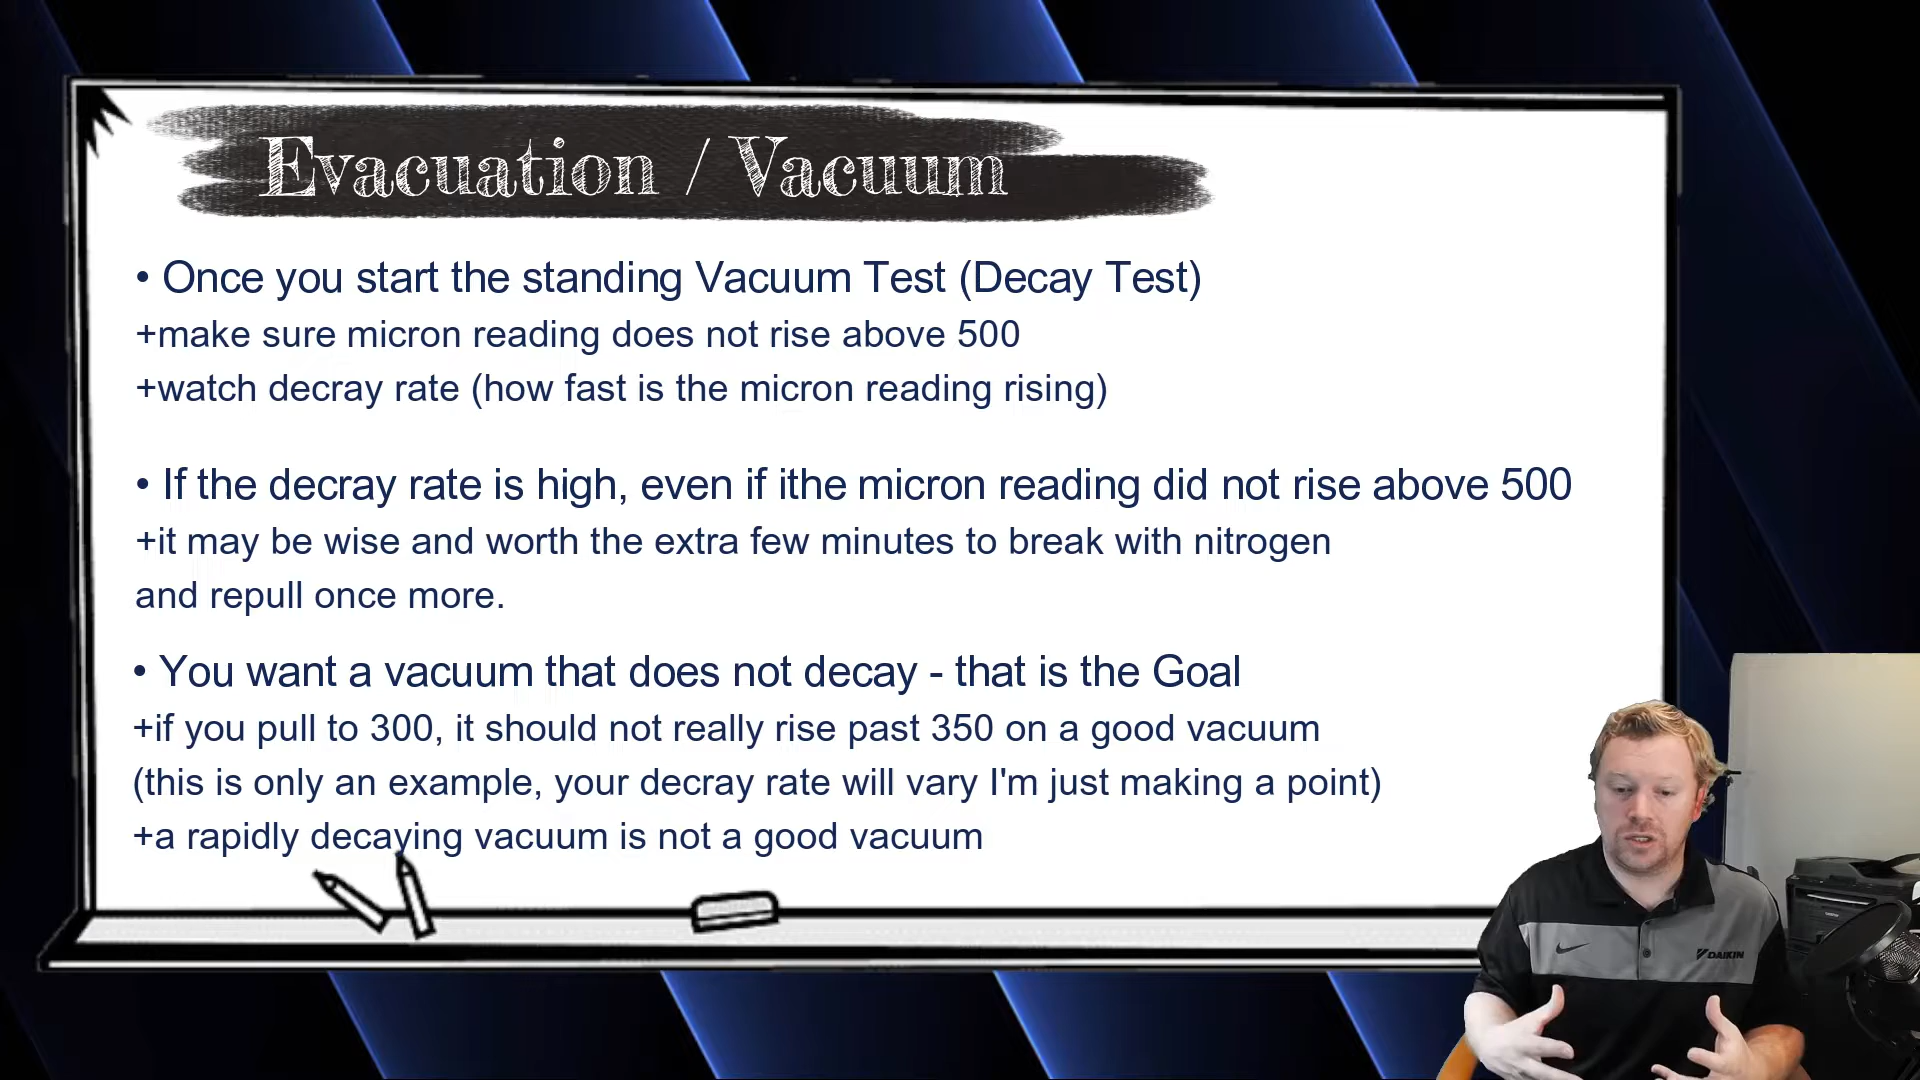 Evacuation / Vacuum
• Once you start the standing Vacuum Test (Decay Test)
+make sure micron reading does not rise above 500
+watch decray rate (how fast is the micron reading rising)
• If the decray rate is high, even if ithe micron reading did not rise above 500
+it may be wise and worth the extra few minutes to break with nitrogen
and repull once more.
• You want a vacuum that does not decay - that is the Goal
+if you pull to 300, it should not really rise past 350 on a good vacuum
(this is only an example, your decray rate will vary I'm just making a point)
+a rapidly decaying vacuum is not a good vacuum
DAIKIN